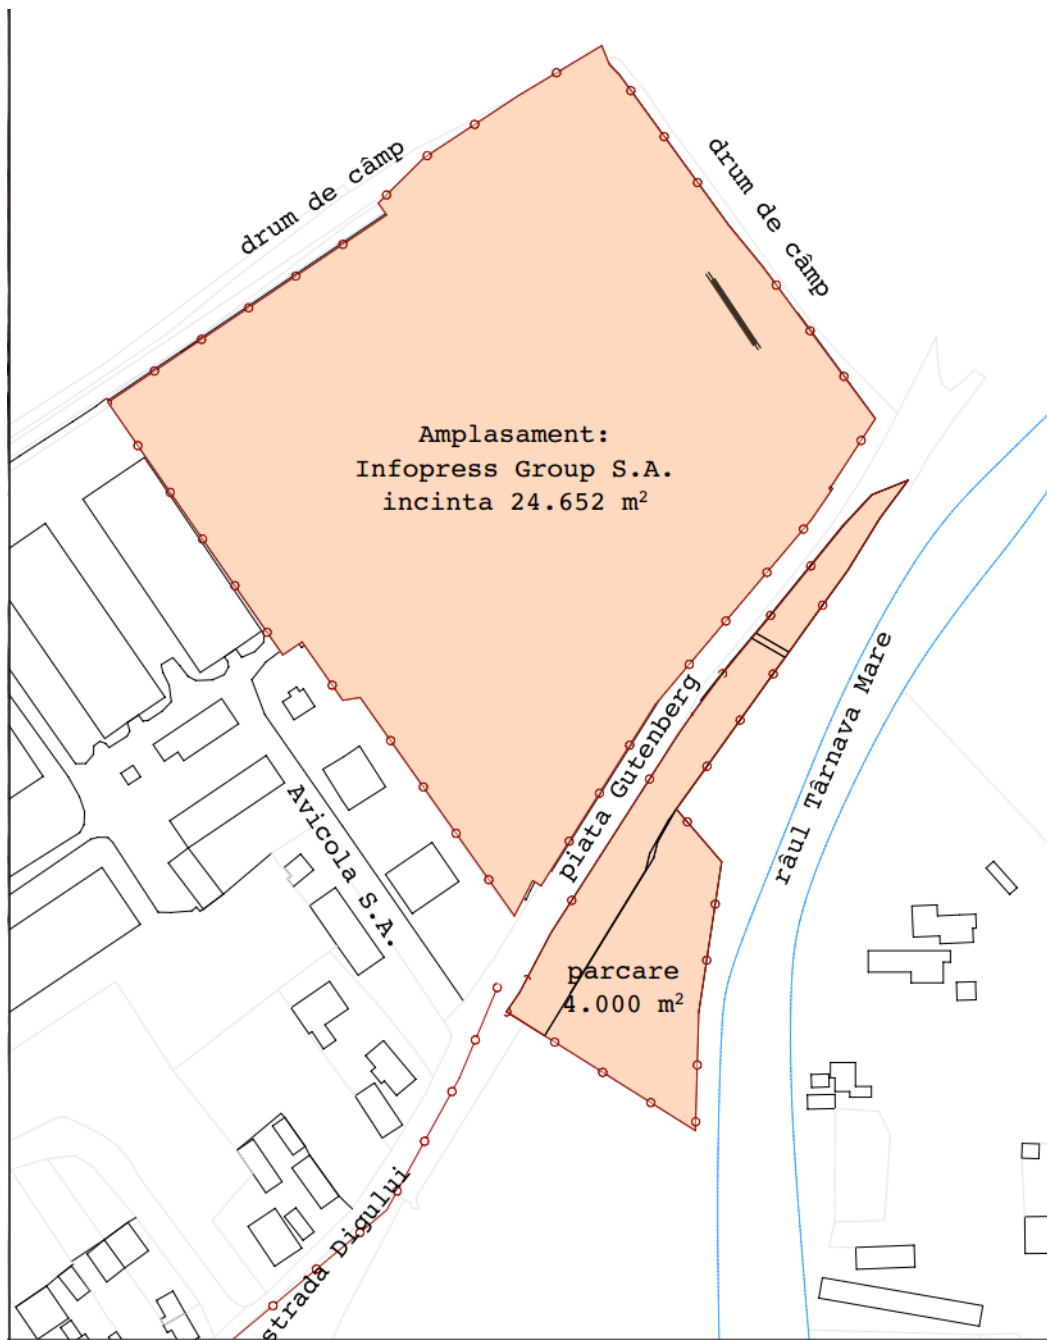 drum de câmp
drum de câmp
Amplasament:
Infopress Group S.A.
incinta 24.652 m²
piata Gutenberg
râul Târnava Mare
Avicola S.A.
parcare
4.000 m²
strada Digului